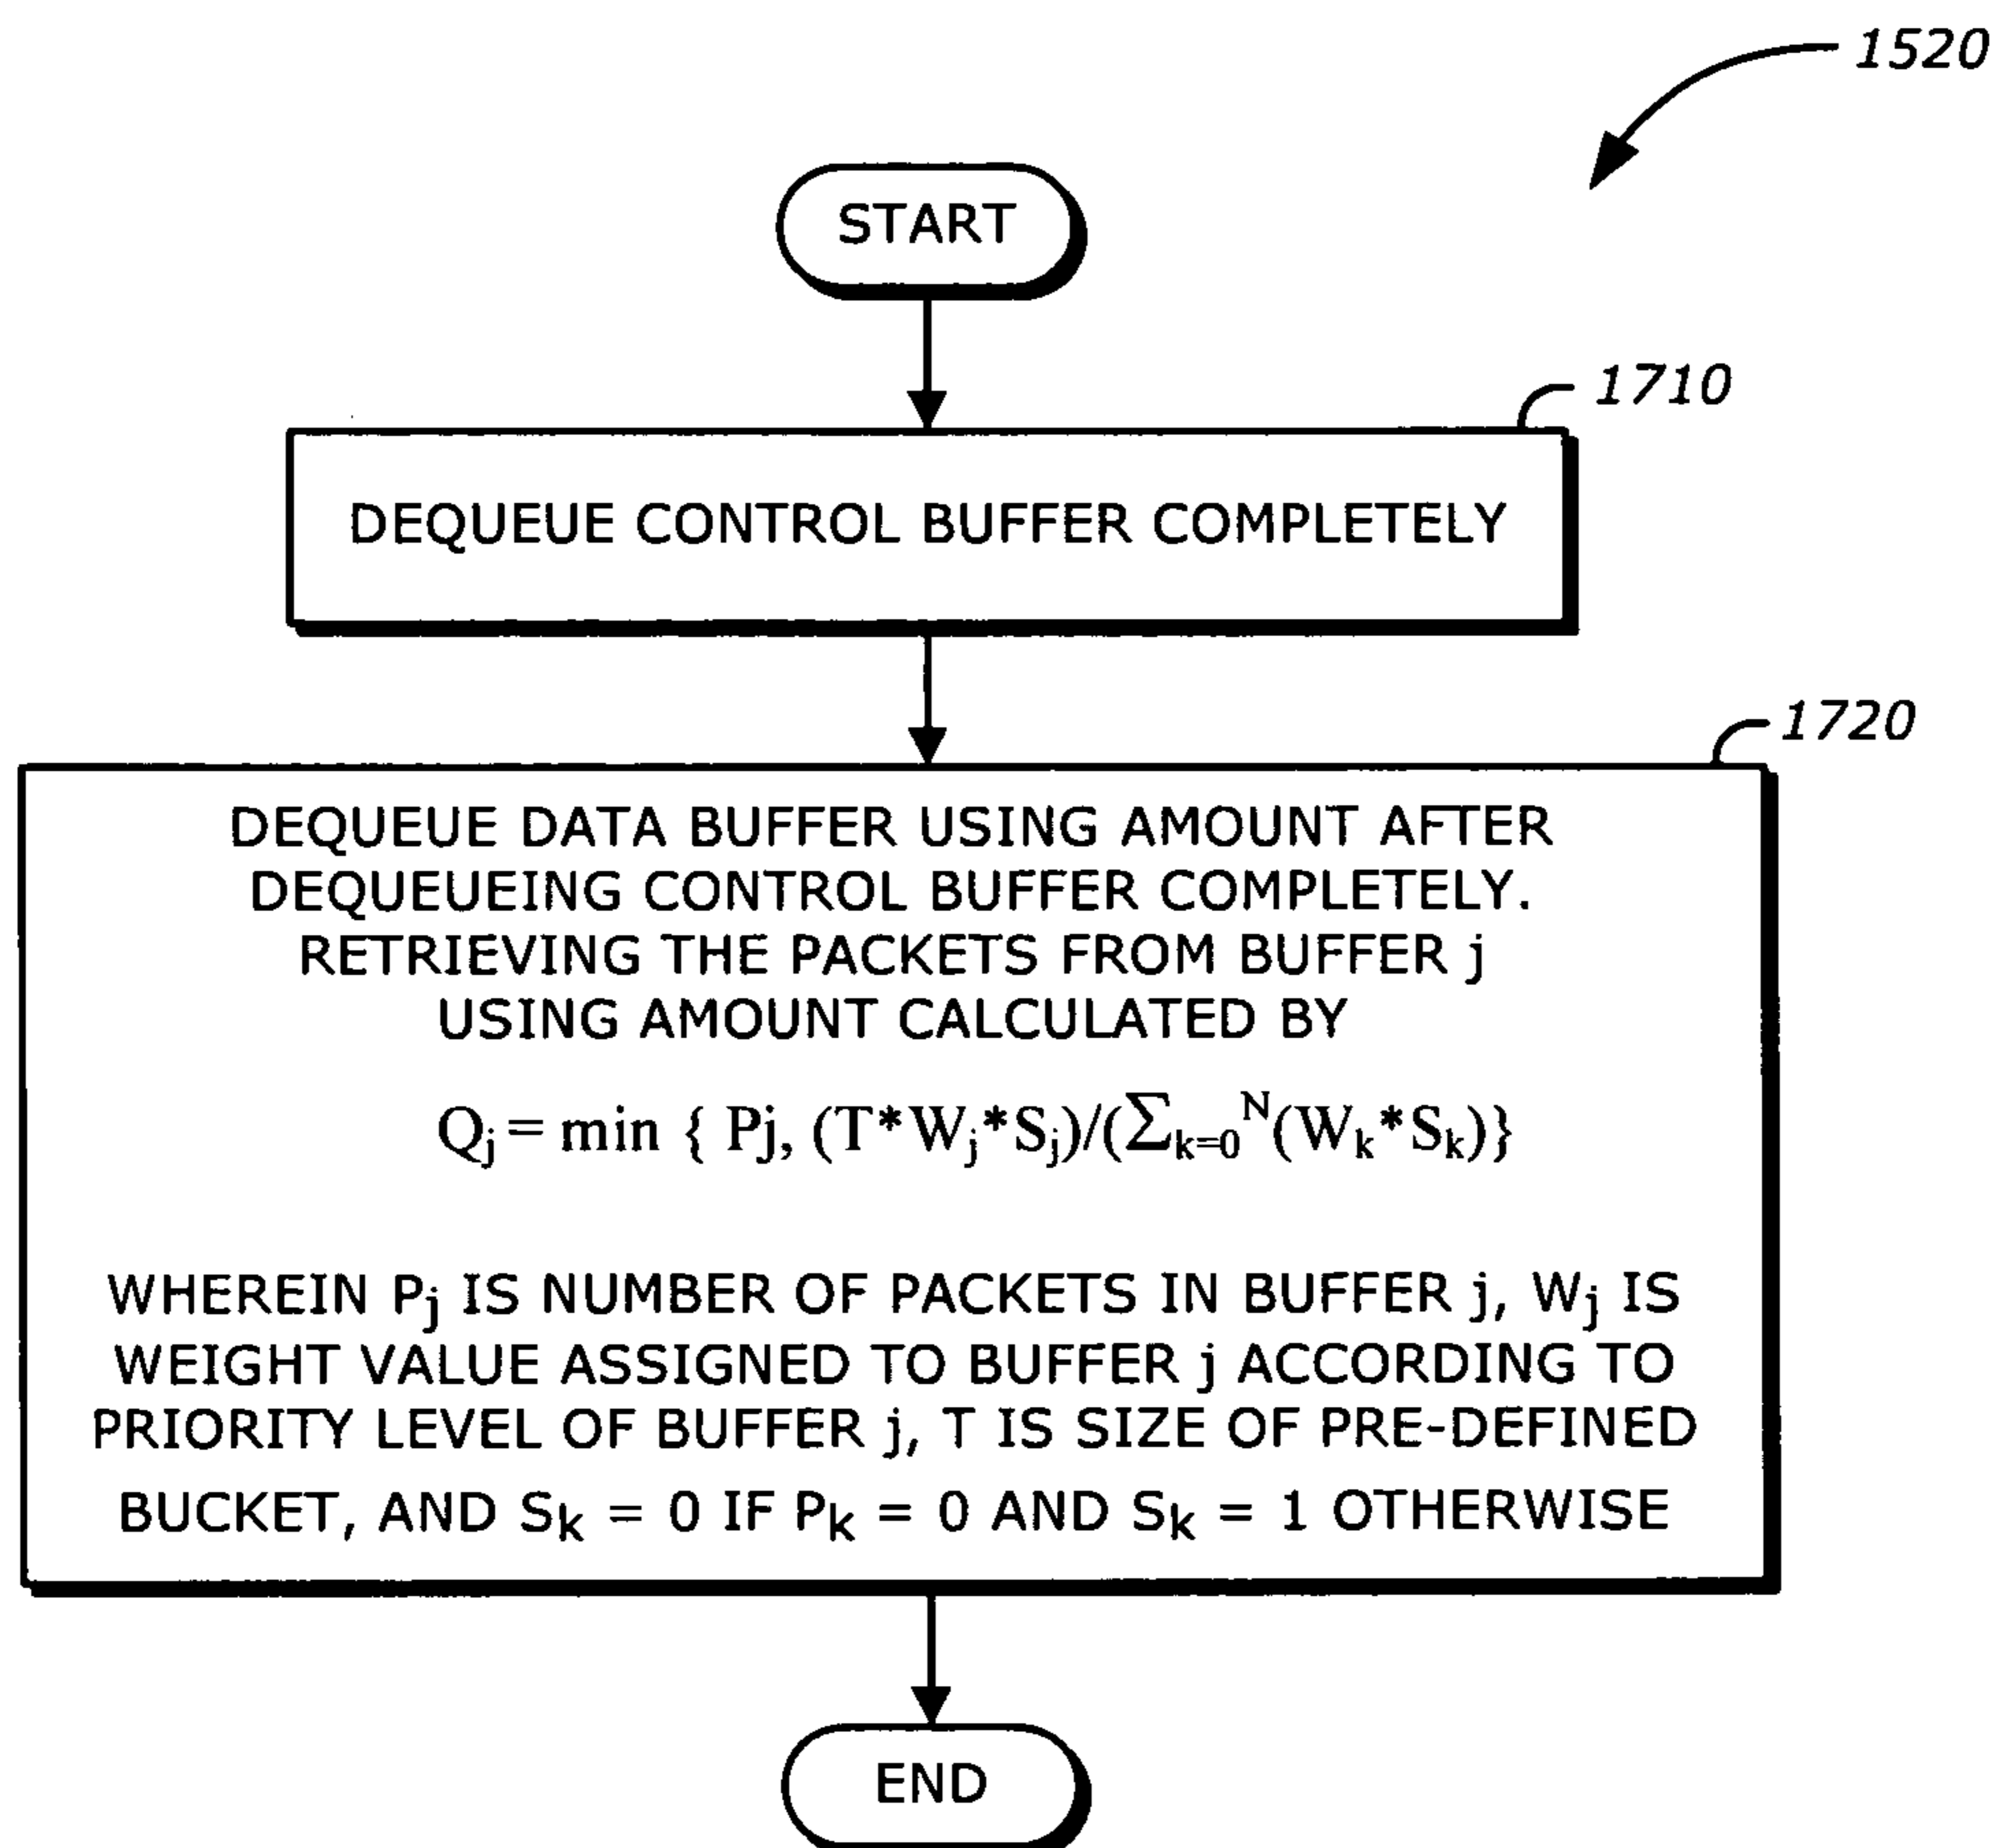 1520
START
1710
DEQUEUE CONTROL BUFFER COMPLETELY
1720
DEQUEUE DATA BUFFER USING AMOUNT AFTER
DEQUEUEING CONTROL BUFFER COMPLETELY.
RETRIEVING THE PACKETS FROM BUFFER j
USING AMOUNT CALCULATED BY
Qj = min { Pj, (T*Wj*Sj)/(∑k=0^N(Wk*Sk)}
WHEREIN Pj IS NUMBER OF PACKETS IN BUFFER j, Wj IS
WEIGHT VALUE ASSIGNED TO BUFFER j ACCORDING TO
PRIORITY LEVEL OF BUFFER j, T IS SIZE OF PRE-DEFINED
BUCKET, AND Sk = 0 IF Pk = 0 AND Sk = 1 OTHERWISE
END